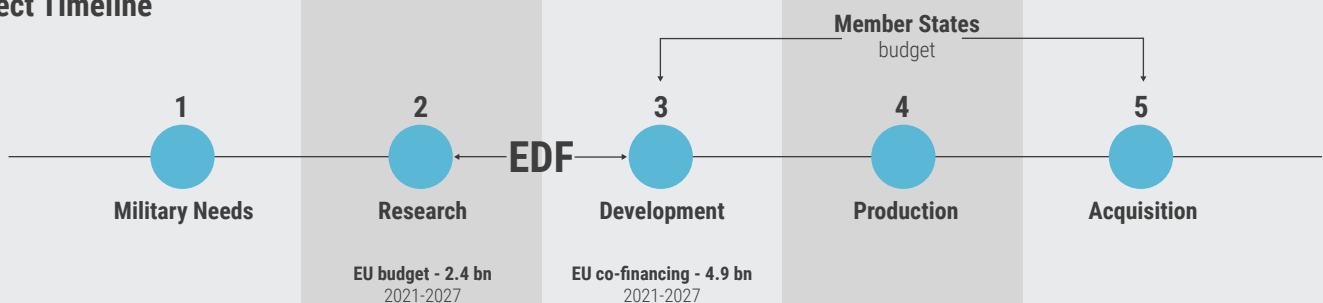 ect Timeline
Member States
budget
1
2
3
4
5
EDF
Military Needs
Research
Development
Production
Acquisition
EU budget - 2.4 bn
2021-2027
EU co-financing - 4.9 bn
2021-2027